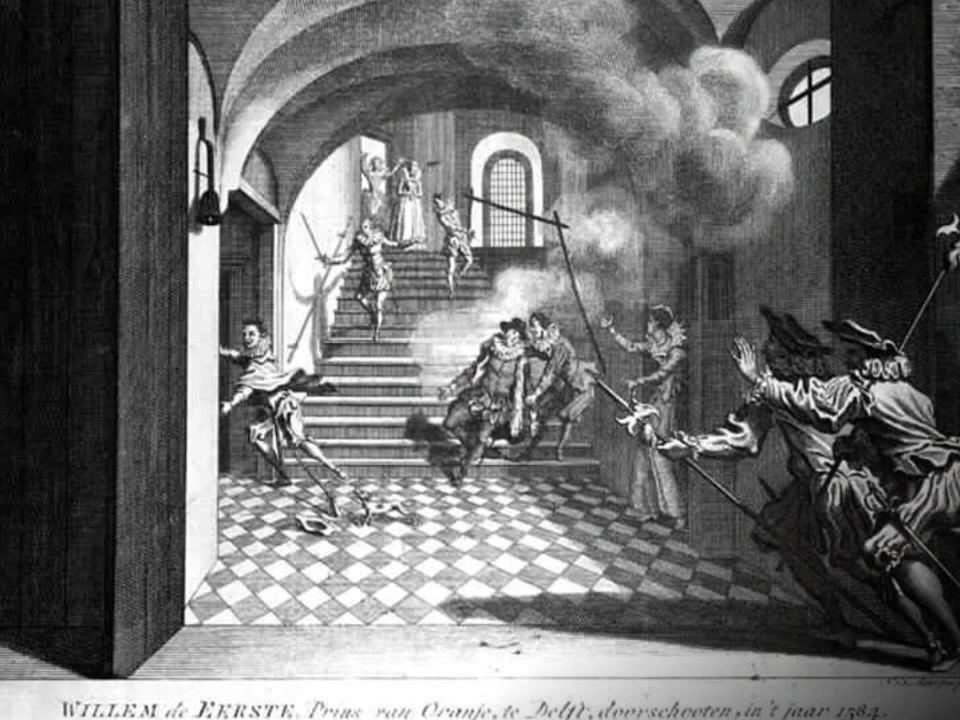 WILLEM de EERSTE, Prins van Oranje, te Delft, doorschooten, in 't jaar 1584.